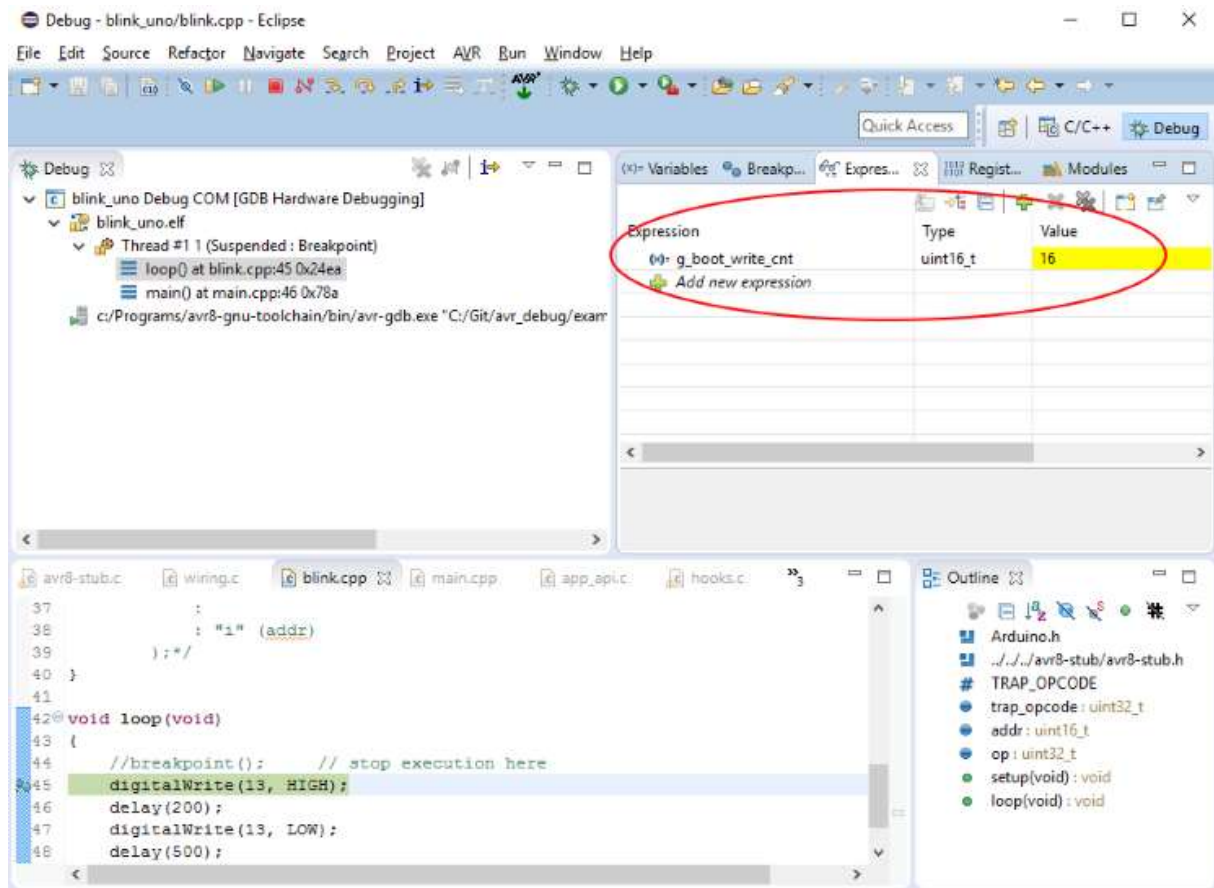 Debug - blink_uno/blink.cpp - Eclipse
File Edit Source Refactor Navigate Search Project AVR Run Window Help
AVR
Quick Access C/C++ Debug
Debug
blink_uno Debug COM [GDB Hardware Debugging]
blink_uno.elf
Thread #1 1 (Suspended : Breakpoint)
loop() at blink.cpp:45 0x24ea
main() at main.cpp:46 0x78a
c:/Programs/avr8-gnu-toolchain/bin/avr-gdb.exe "C:/Git/avr_debug/exam
(x)= Variables Breakp... Expres... Regist... Modules
Expression Type Value
(x)= g_boot_write_cnt uint16_t 16
Add new expression
avr8-stub.c wiring.c blink.cpp main.cpp app_api.c hooks.c »3
37 :
38 : "i" (addr)
39 );*/
40 }
41
42 void loop(void)
43 {
44 //breakpoint(); // stop execution here
45 digitalWrite(13, HIGH);
46 delay(200);
47 digitalWrite(13, LOW);
48 delay(500);
Outline
Arduino.h
../../../avr8-stub/avr8-stub.h
# TRAP_OPCODE
trap_opcode : uint32_t
addr : uint16_t
op : uint32_t
setup(void) : void
loop(void) : void